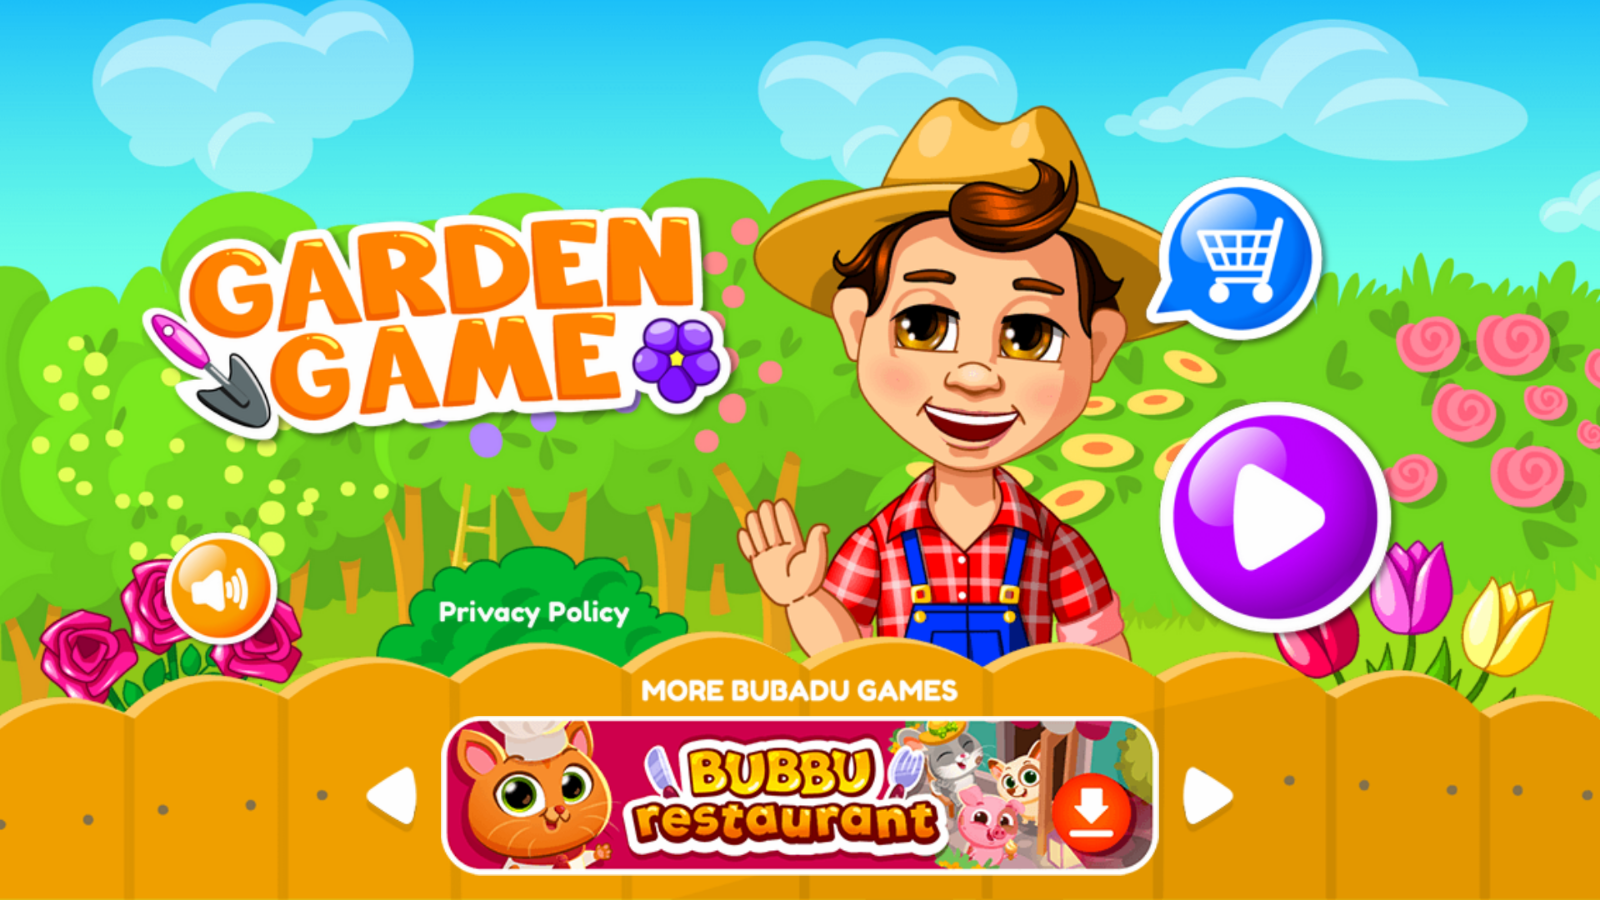 GARDEN
GAME
Privacy Policy
MORE BUBADU GAMES
BUBBU
restaurant